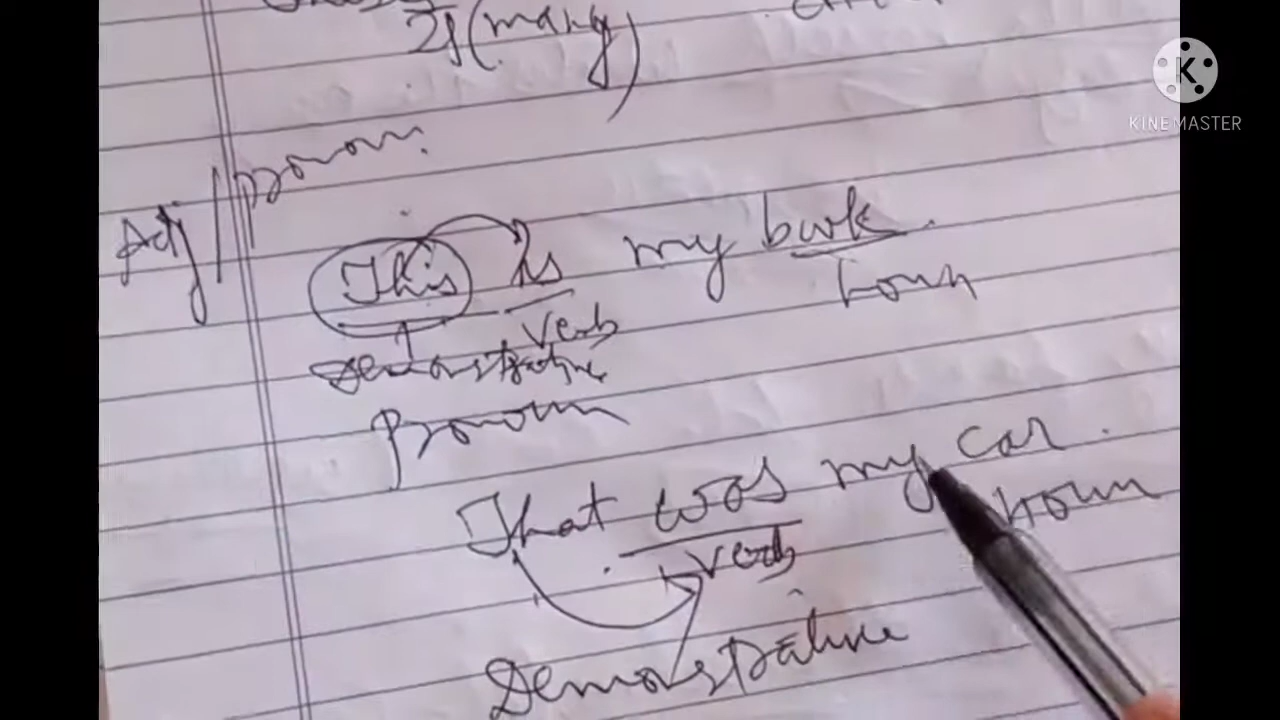 (many)
Adj/pronoun
This is my book.
verb noun
Demonstrative
Pronoun
That was my car.
verb noun
Demonstrative
KINEMASTER